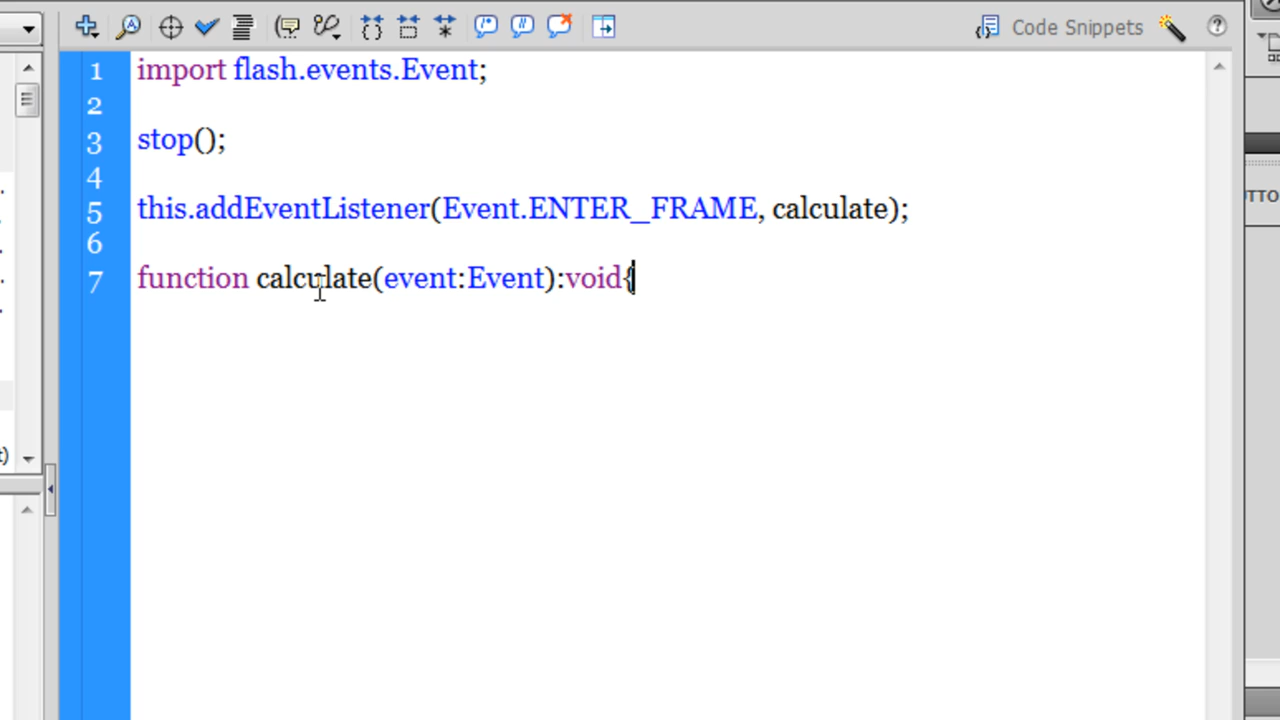 Code Snippets
1 import flash.events.Event;
2
3 stop();
4
5 this.addEventListener(Event.ENTER_FRAME, calculate);
6
7 function calculate(event:Event):void{
t)